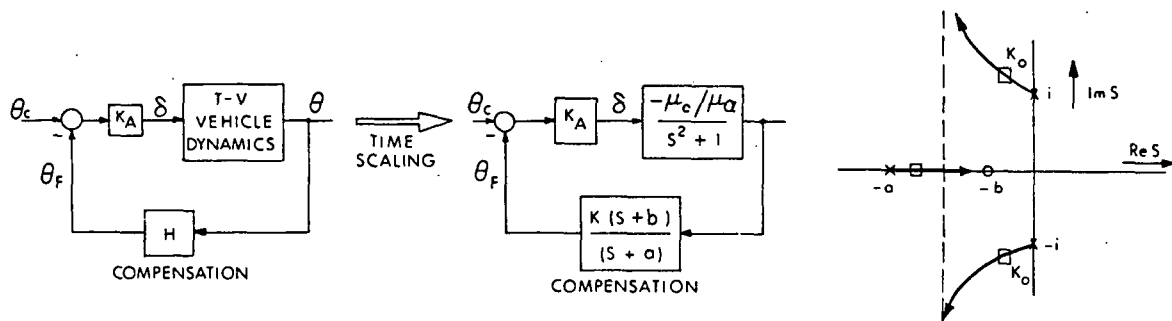 θc
-
KA
δ
T-V
VEHICLE
DYNAMICS
θ
θF
H
COMPENSATION
TIME
SCALING
θc
-
KA
δ
-μc/μα
S² + 1
θF
K (S + b)
(S + a)
COMPENSATION
Ko
i
Im S
Re S
-a
-b
-i
Ko